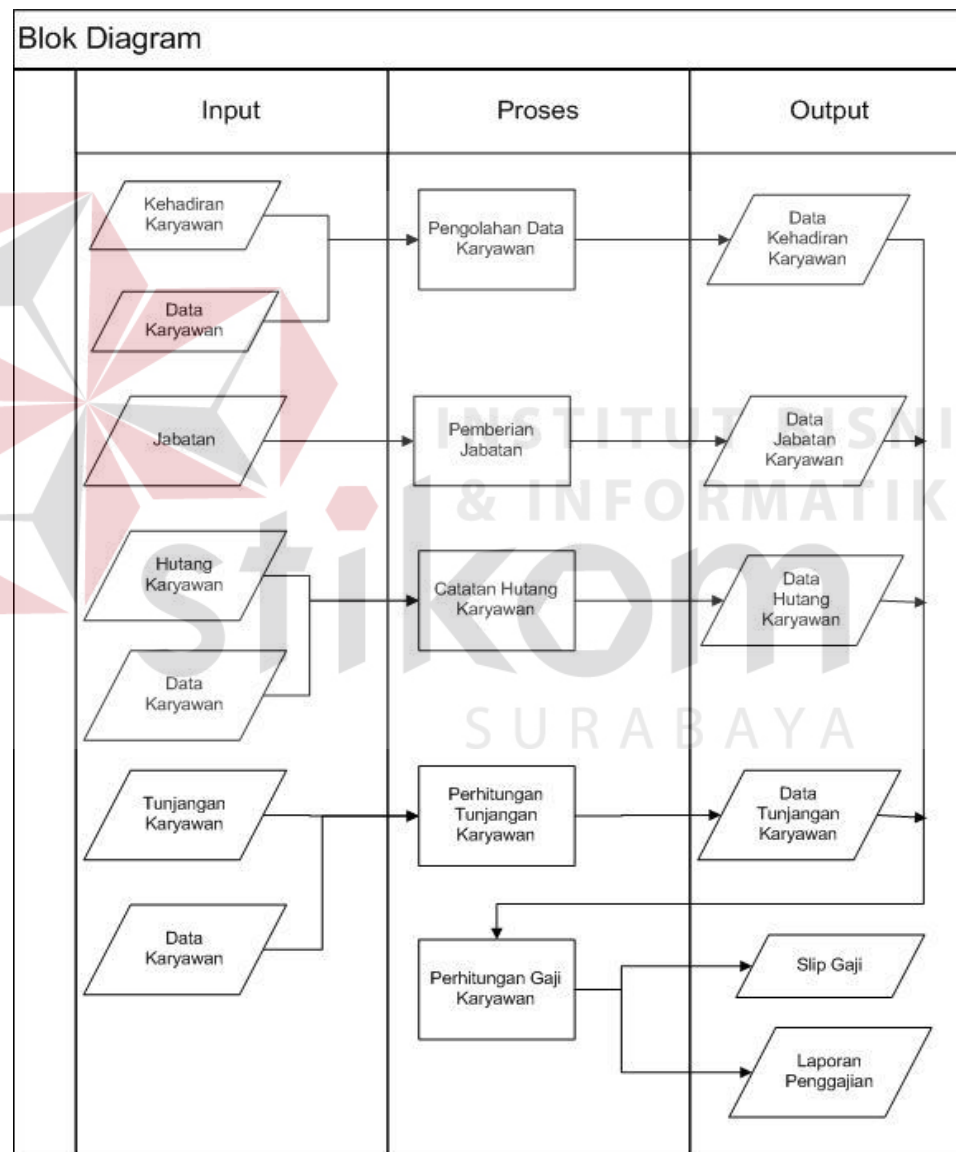 Blok Diagram
Input
Proses
Output
Kehadiran
Karyawan
Pengolahan Data
Karyawan
Data
Kehadiran
Karyawan
Data
Karyawan
Jabatan
Pemberian
Jabatan
Data
Jabatan
Karyawan
INSTITUT BISNI
& INFORMATIK
stikom
SURABAYA
Hutang
Karyawan
Catatan Hutang
Karyawan
Data
Hutang
Karyawan
Data
Karyawan
Tunjangan
Karyawan
Perhitungan
Tunjangan
Karyawan
Data
Tunjangan
Karyawan
Data
Karyawan
Perhitungan Gaji
Karyawan
Slip Gaji
Laporan
Penggajian